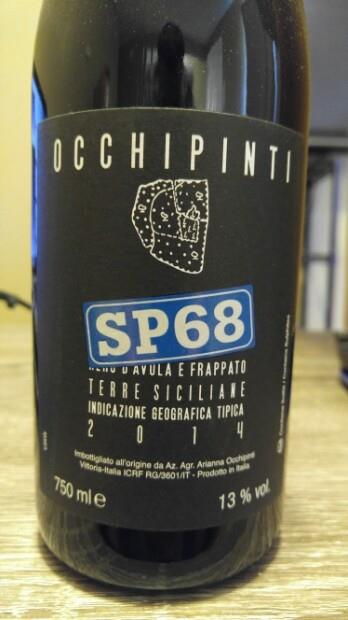 OCCHIPINTI
SP68
NERO D'AVOLA E FRAPPATO
TERRE SICILIANE
INDICAZIONE GEOGRAFICA TIPICA
2014
Imbottigliato all'origine da Az. Agr. Arianna Occhipinti
Vittoria-Italia ICRF RG/3601/IT - Prodotto in Italia
750 ml e
13 % vol.